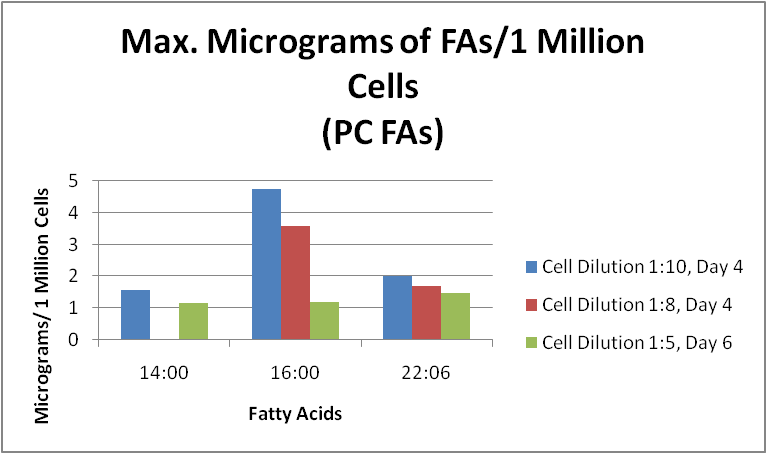 Max. Micrograms of FAs/1 Million
Cells
(PC FAs)
Micrograms/ 1 Million Cells
5
4
3
2
1
0
14:00
16:00
22:06
Fatty Acids
Cell Dilution 1:10, Day 4
Cell Dilution 1:8, Day 4
Cell Dilution 1:5, Day 6